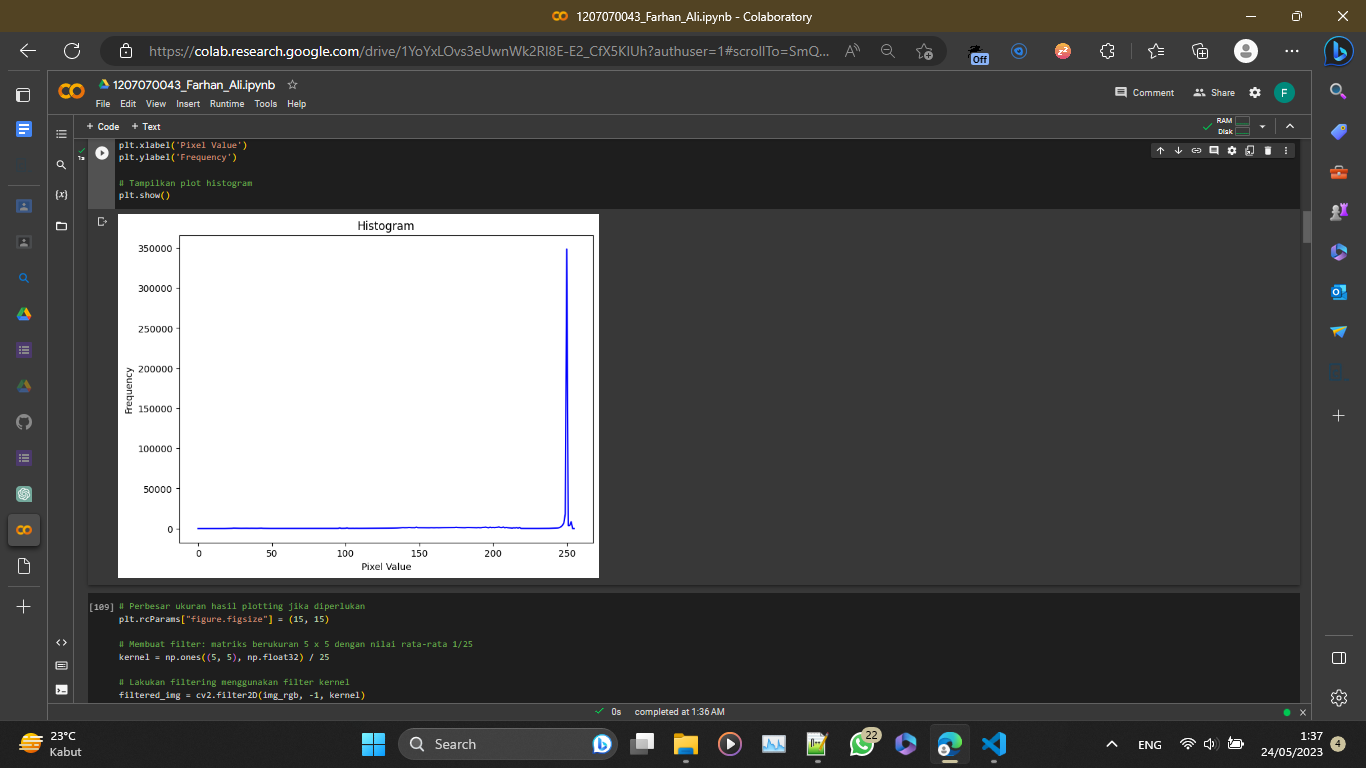 1207070043_Farhan_Ali.ipynb - Colaboratory
https://colab.research.google.com/drive/1YoYxLOvs3eUwnWk2Rl8E-E2_CfX5KIUh?authuser=1#scrollTo=SmQ...
Off
1207070043_Farhan_Ali.ipynb
File Edit View Insert Runtime Tools Help
Comment Share F
+ Code + Text
RAM
Disk
1s
plt.xlabel('Pixel Value')
plt.ylabel('Frequency')
# Tampilkan plot histogram
plt.show()
{x}
Histogram
350000
300000
250000
200000
150000
100000
50000
0
Frequency
0 50 100 150 200 250
Pixel Value
[109] # Perbesar ukuran hasil plotting jika diperlukan
plt.rcParams["figure.figsize"] = (15, 15)
# Membuat filter: matriks berukuran 5 x 5 dengan nilai rata-rata 1/25
kernel = np.ones((5, 5), np.float32) / 25
# Lakukan filtering menggunakan filter kernel
filtered_img = cv2.filter2D(img_rgb, -1, kernel)
0s completed at 1:36 AM
23°C
Kabut
Search
22
ENG
1:37
24/05/2023
4